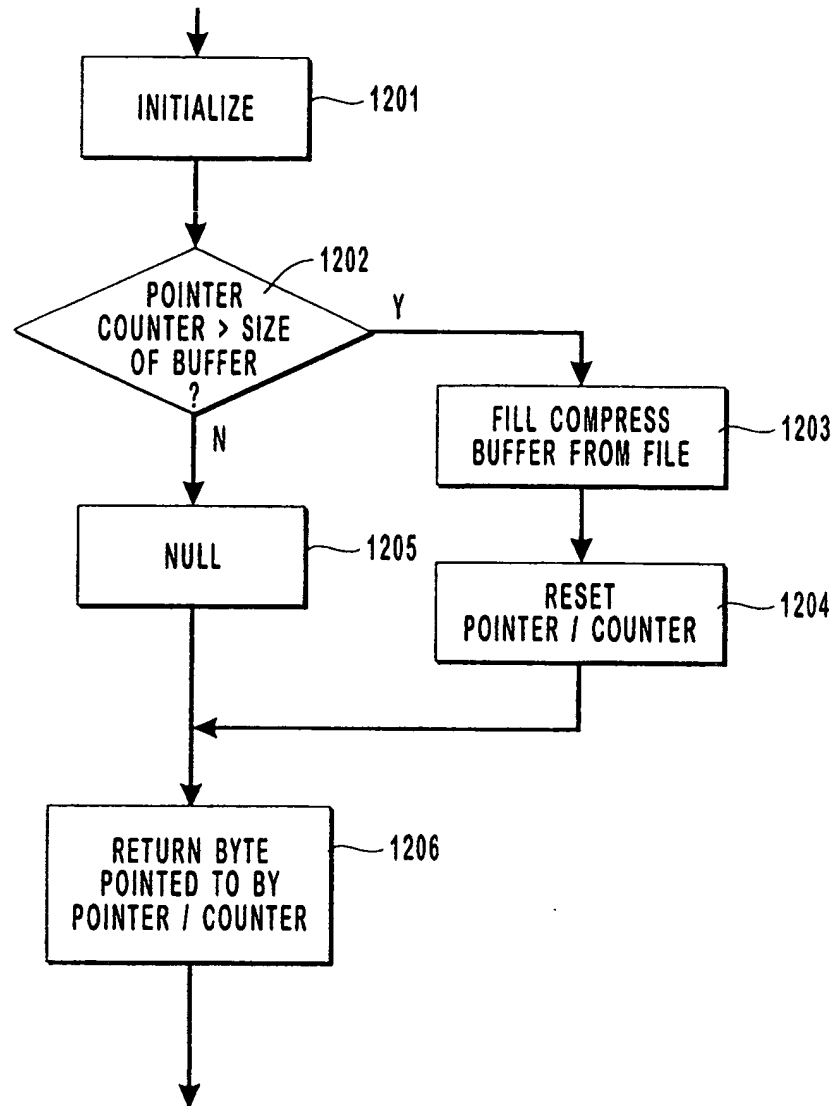 INITIALIZE
1201
1202
POINTER
COUNTER > SIZE
OF BUFFER
?
Y
N
FILL COMPRESS
BUFFER FROM FILE
1203
NULL
1205
RESET
POINTER / COUNTER
1204
RETURN BYTE
POINTED TO BY
POINTER / COUNTER
1206